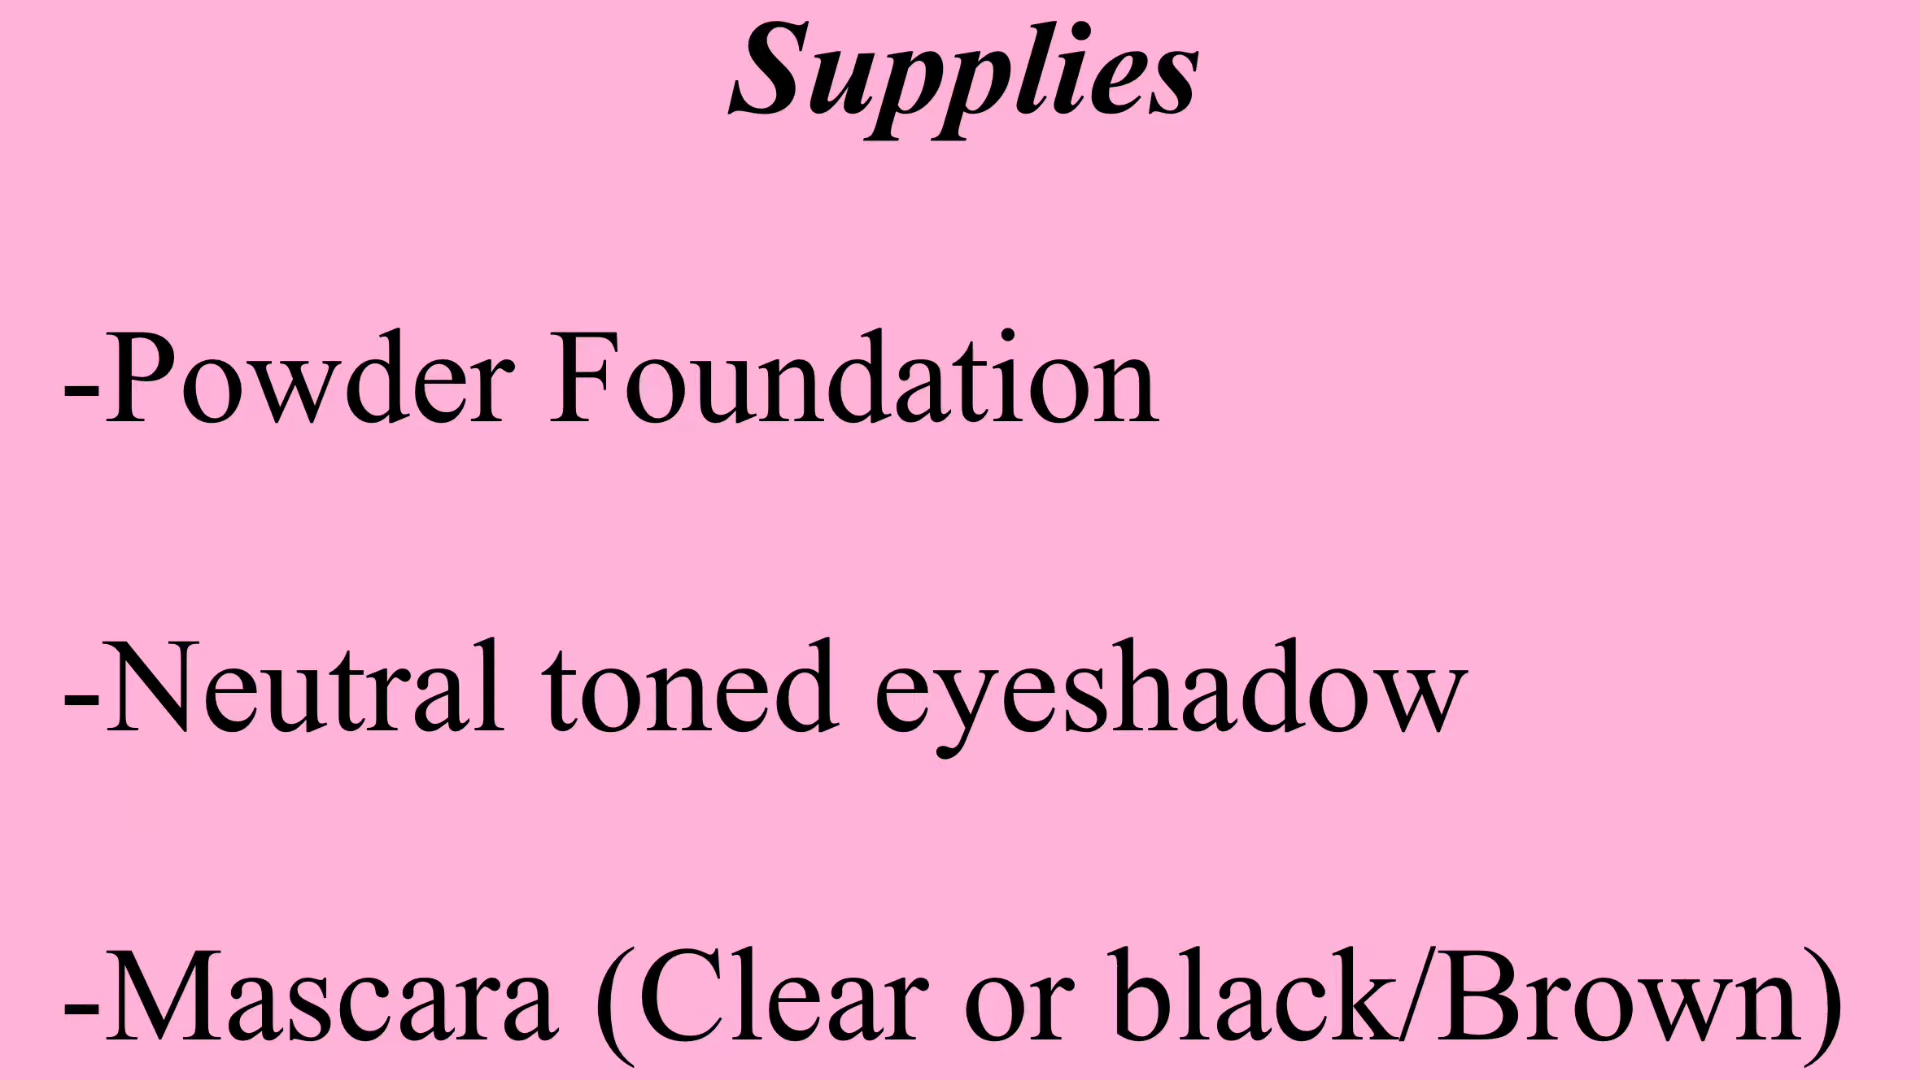 Supplies
-Powder Foundation
-Neutral toned eyeshadow
-Mascara (Clear or black/Brown)